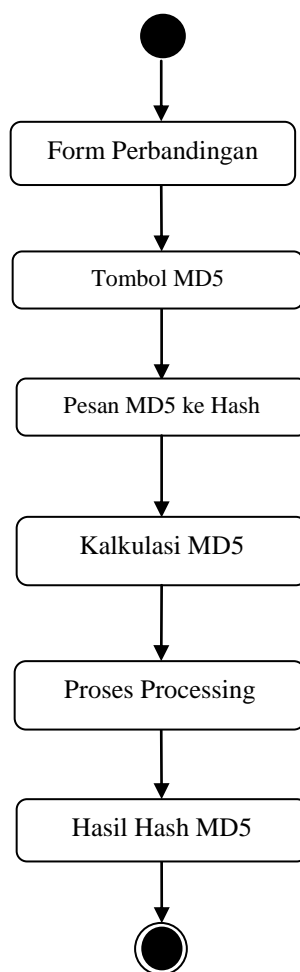 Form Perbandingan
Tombol MD5
Pesan MD5 ke Hash
Kalkulasi MD5
Proses Processing
Hasil Hash MD5